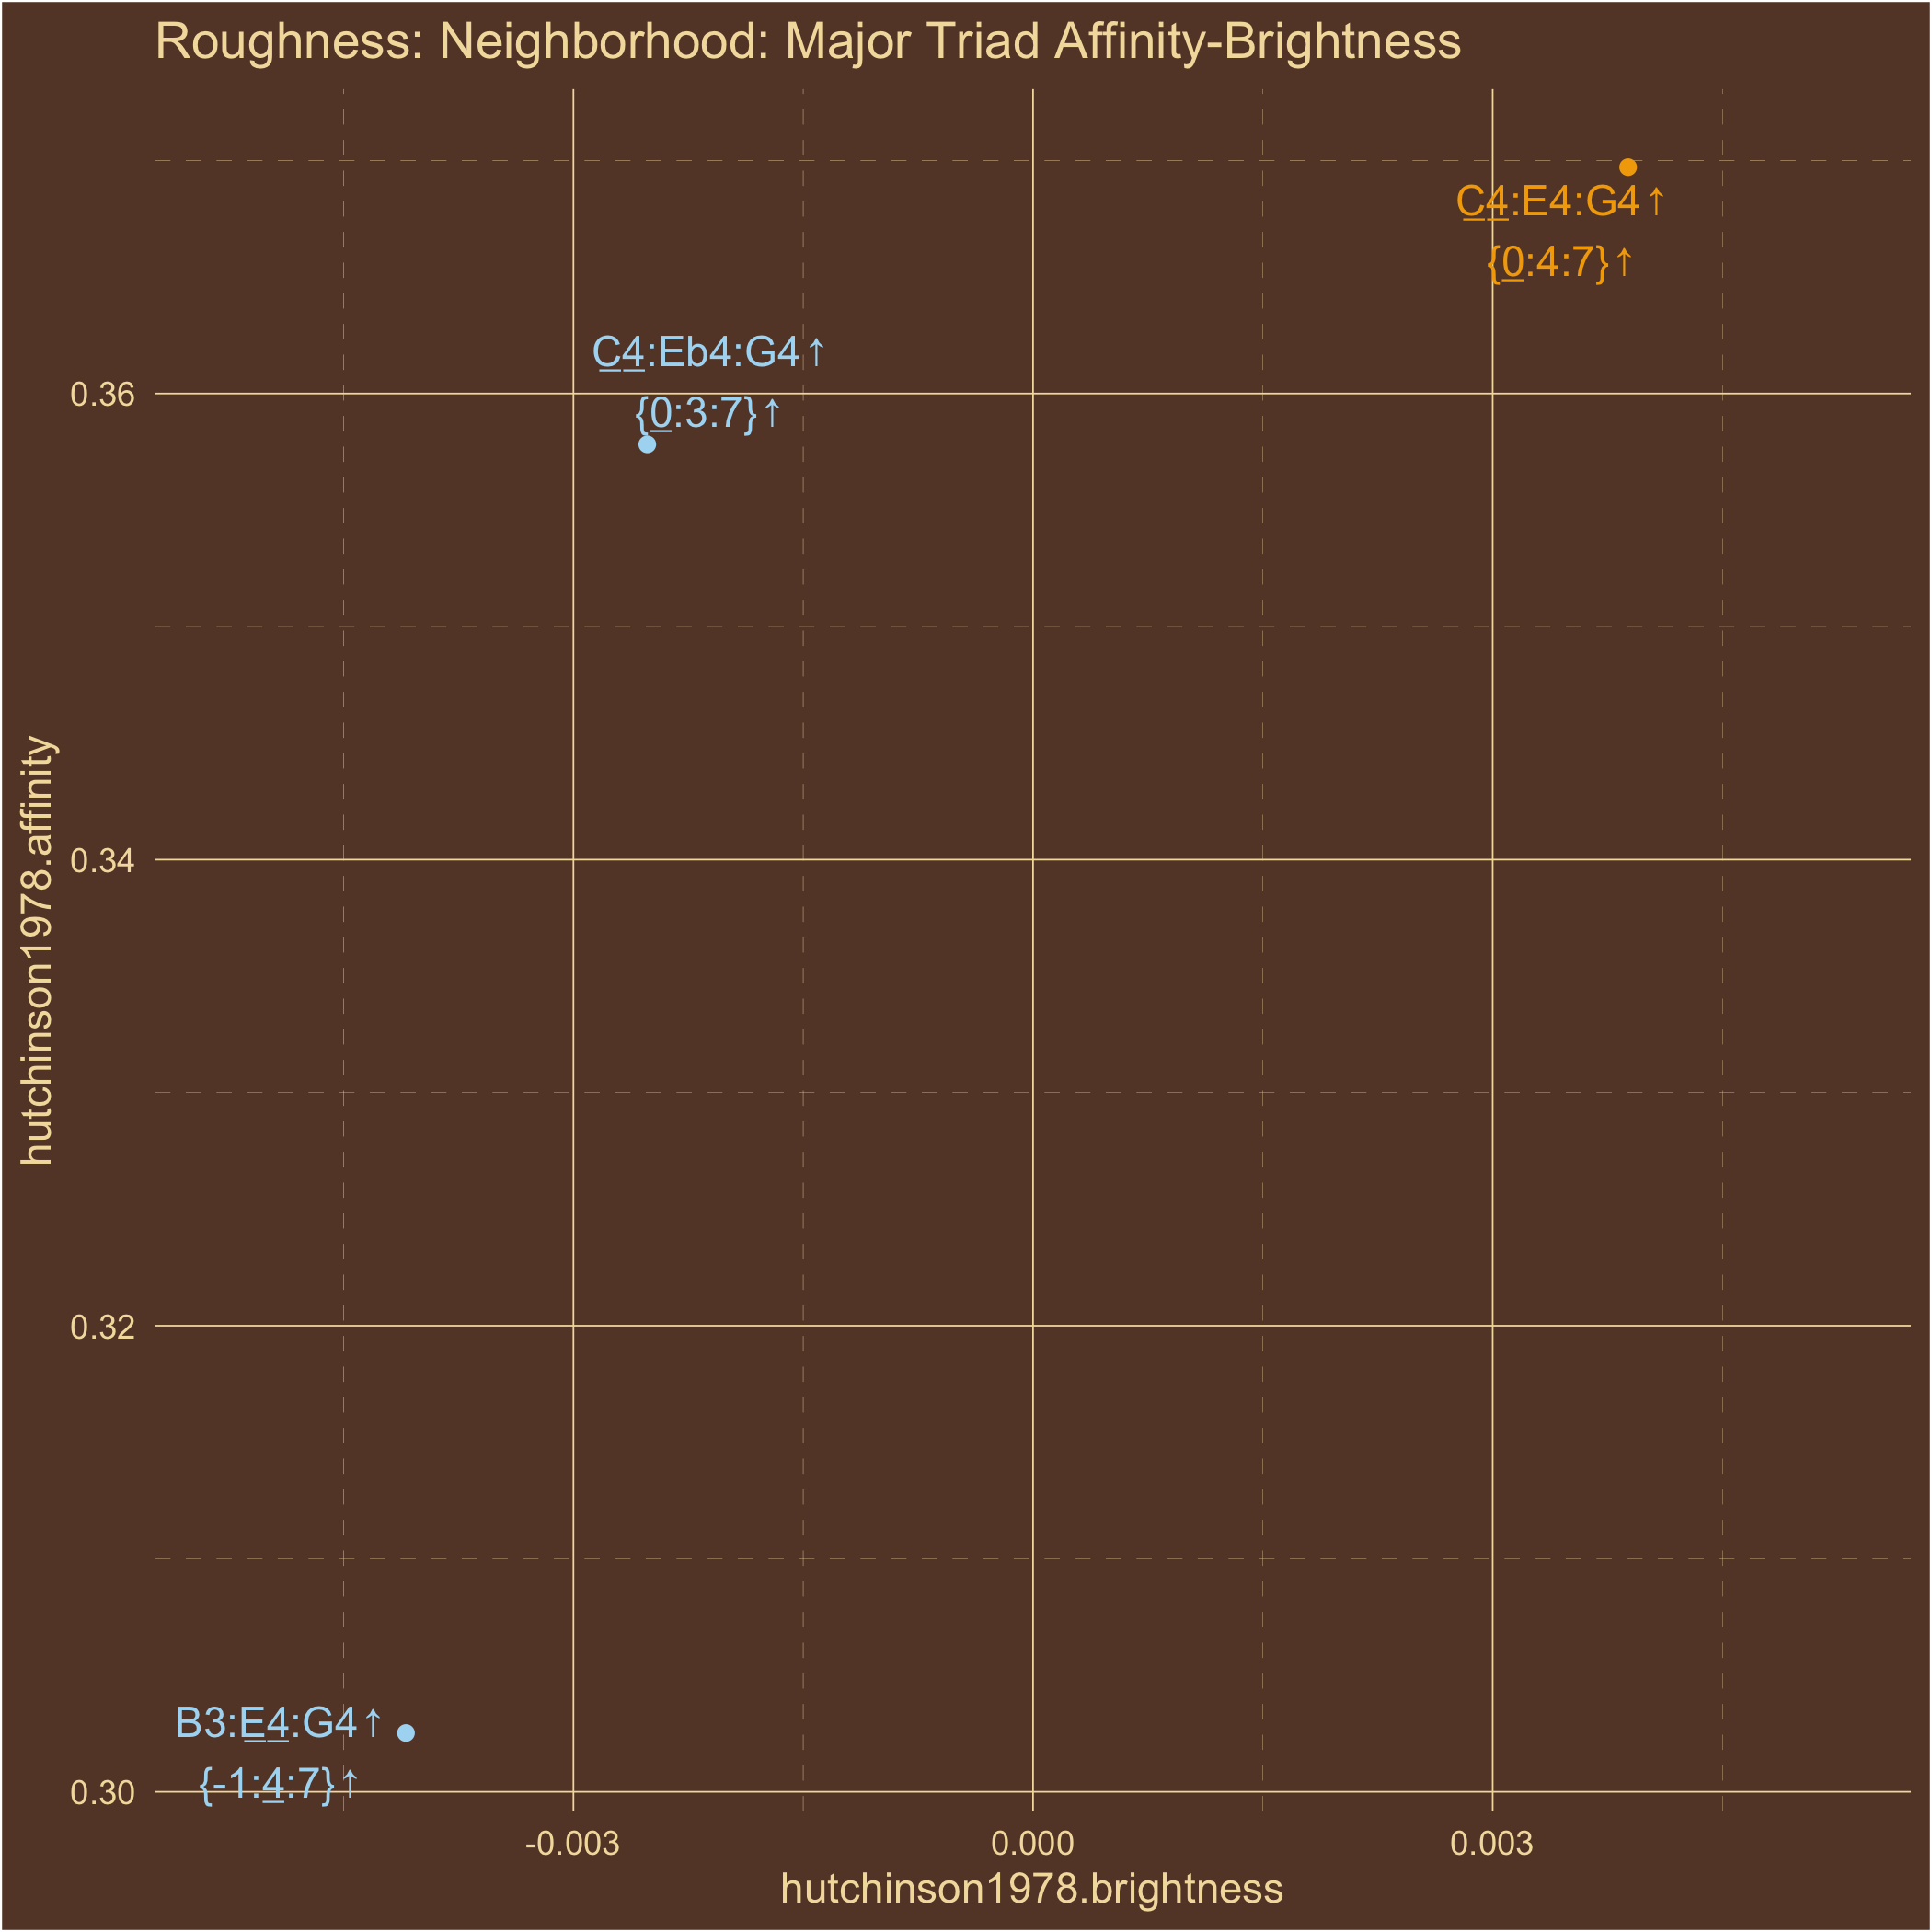 Roughness: Neighborhood: Major Triad Affinity-Brightness
C4:E4:G4↑
{0:4:7}↑
C4:Eb4:G4↑
{0:3:7}↑
0.36
0.34
0.32
B3:E4:G4↑
{-1:4:7}↑
0.30
hutchinson1978.affinity
-0.003
0.000
0.003
hutchinson1978.brightness